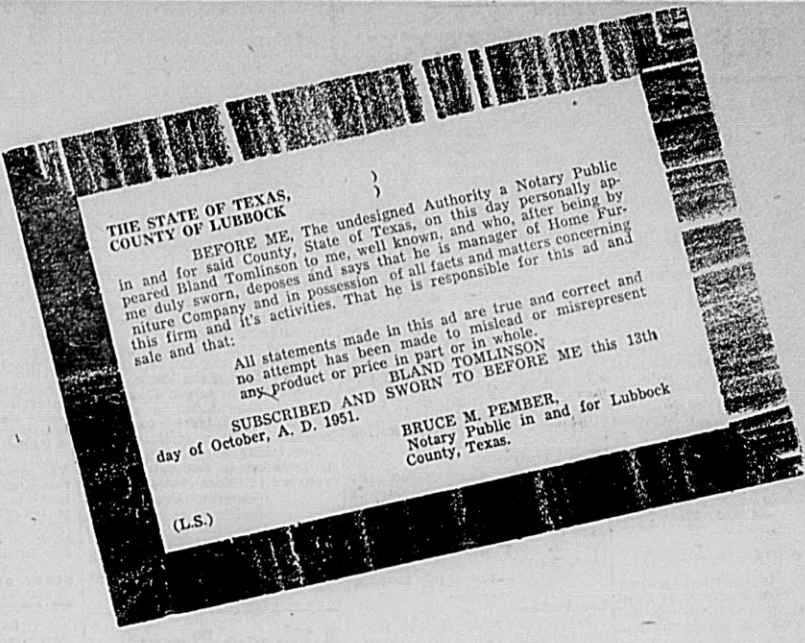 THE STATE OF TEXAS, )
COUNTY OF LUBBOCK )
BEFORE ME, The undesigned Authority a Notary Public
in and for said County, State of Texas, on this day personally ap-
peared Bland Tomlinson to me, well known, and who, after being by
me duly sworn, deposes and says that he is manager of Home Fur-
niture Company and in possession of all facts and matters concerning
this firm and it's activities. That he is responsible for this ad and
sale and that:
All statements made in this ad are true and correct and
no attempt has been made to mislead or misrepresent
any product or price in part or in whole.
BLAND TOMLINSON
SUBSCRIBED AND SWORN TO BEFORE ME this 13th
day of October, A. D. 1951.
BRUCE M. PEMBER,
Notary Public in and for Lubbock
County, Texas.
(L.S.)